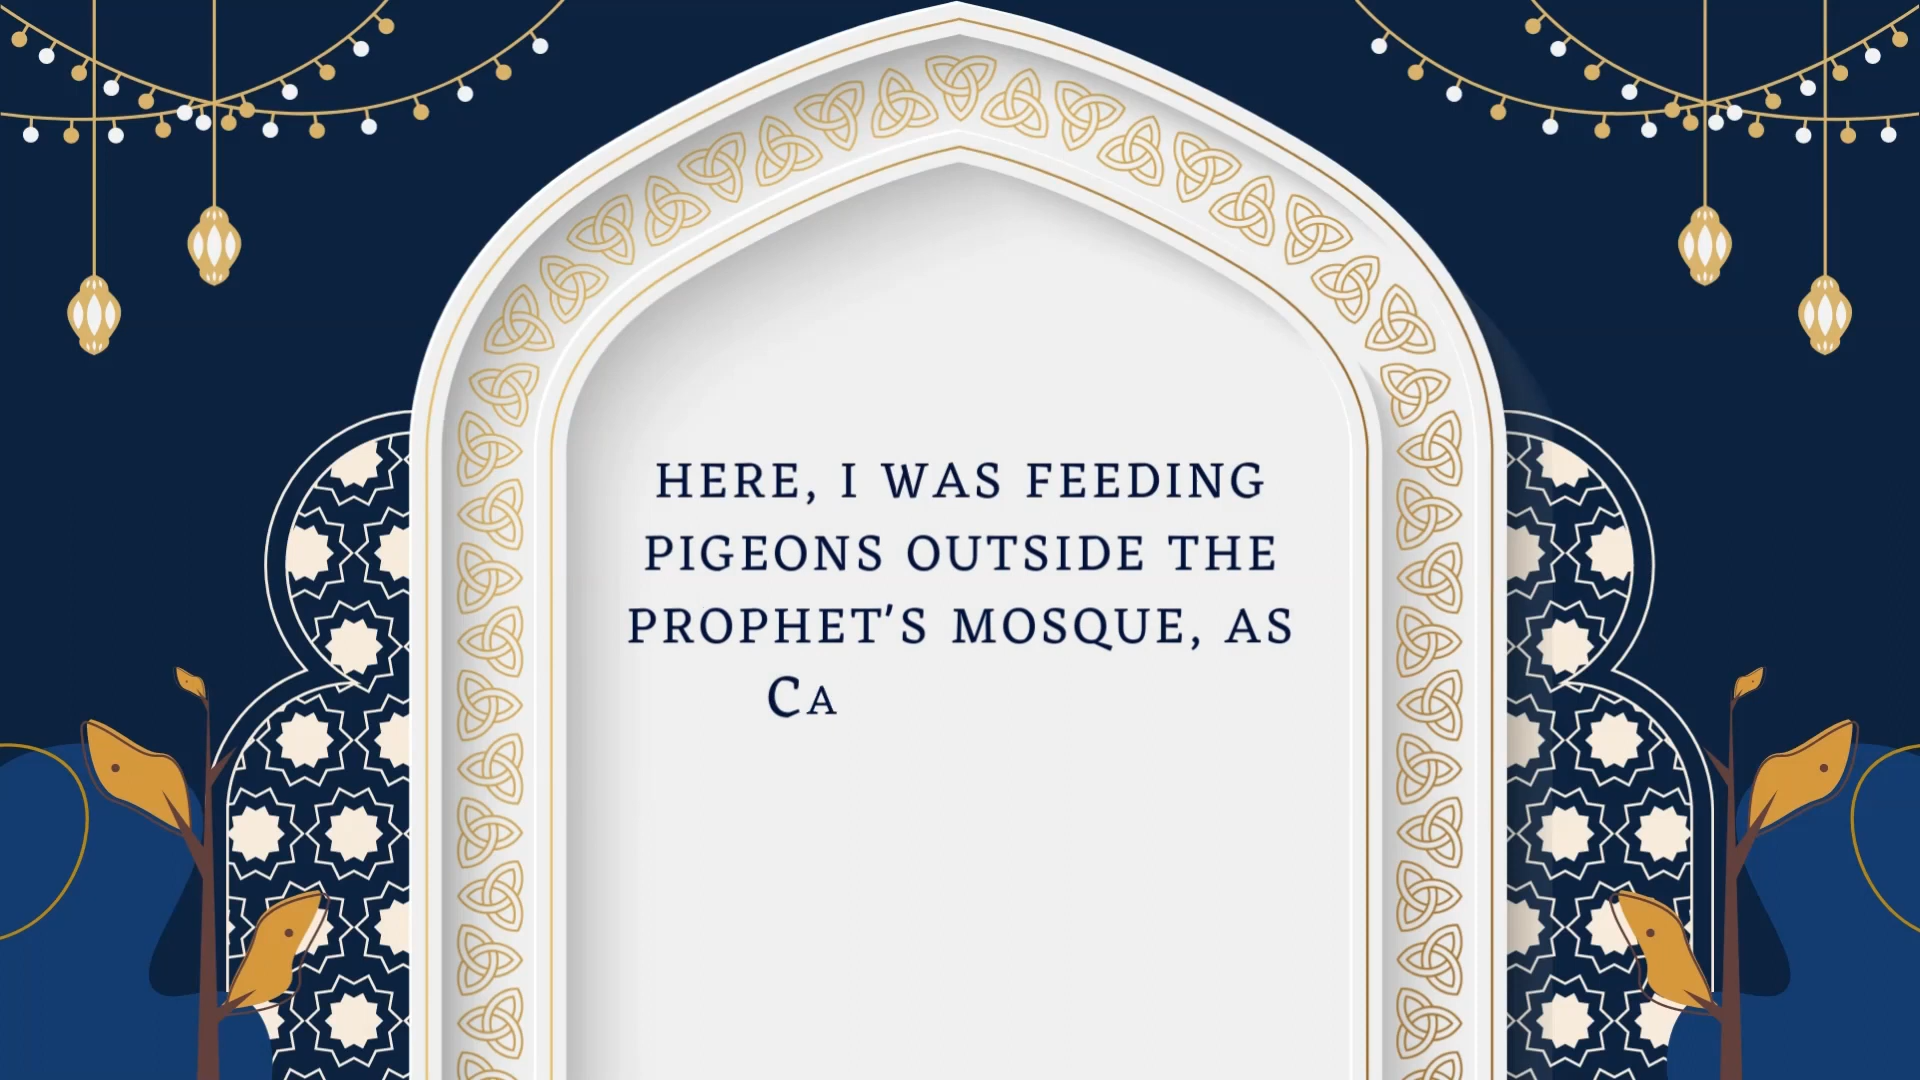 HERE, I WAS FEEDING
PIGEONS OUTSIDE THE
PROPHET'S MOSQUE, AS
CA